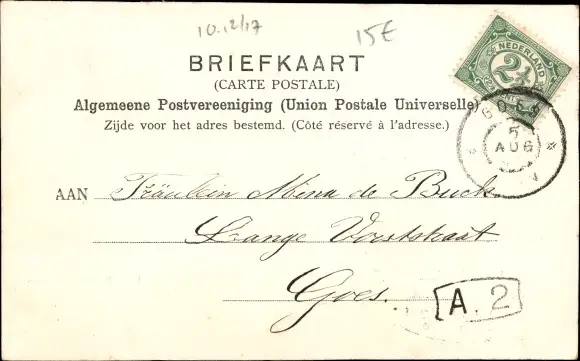 10.12/17
15€
BRIEFKAART
(CARTE POSTALE)
Algemeene Postvereeniging (Union Postale Universelle)
Zijde voor het adres bestemd. (Côté réservé à l'adresse.)
NEDERLAND
2½
5
AUG
AAN Fräulein Mina de Buck.
Lange Vorststraat
Goes.
A. 2